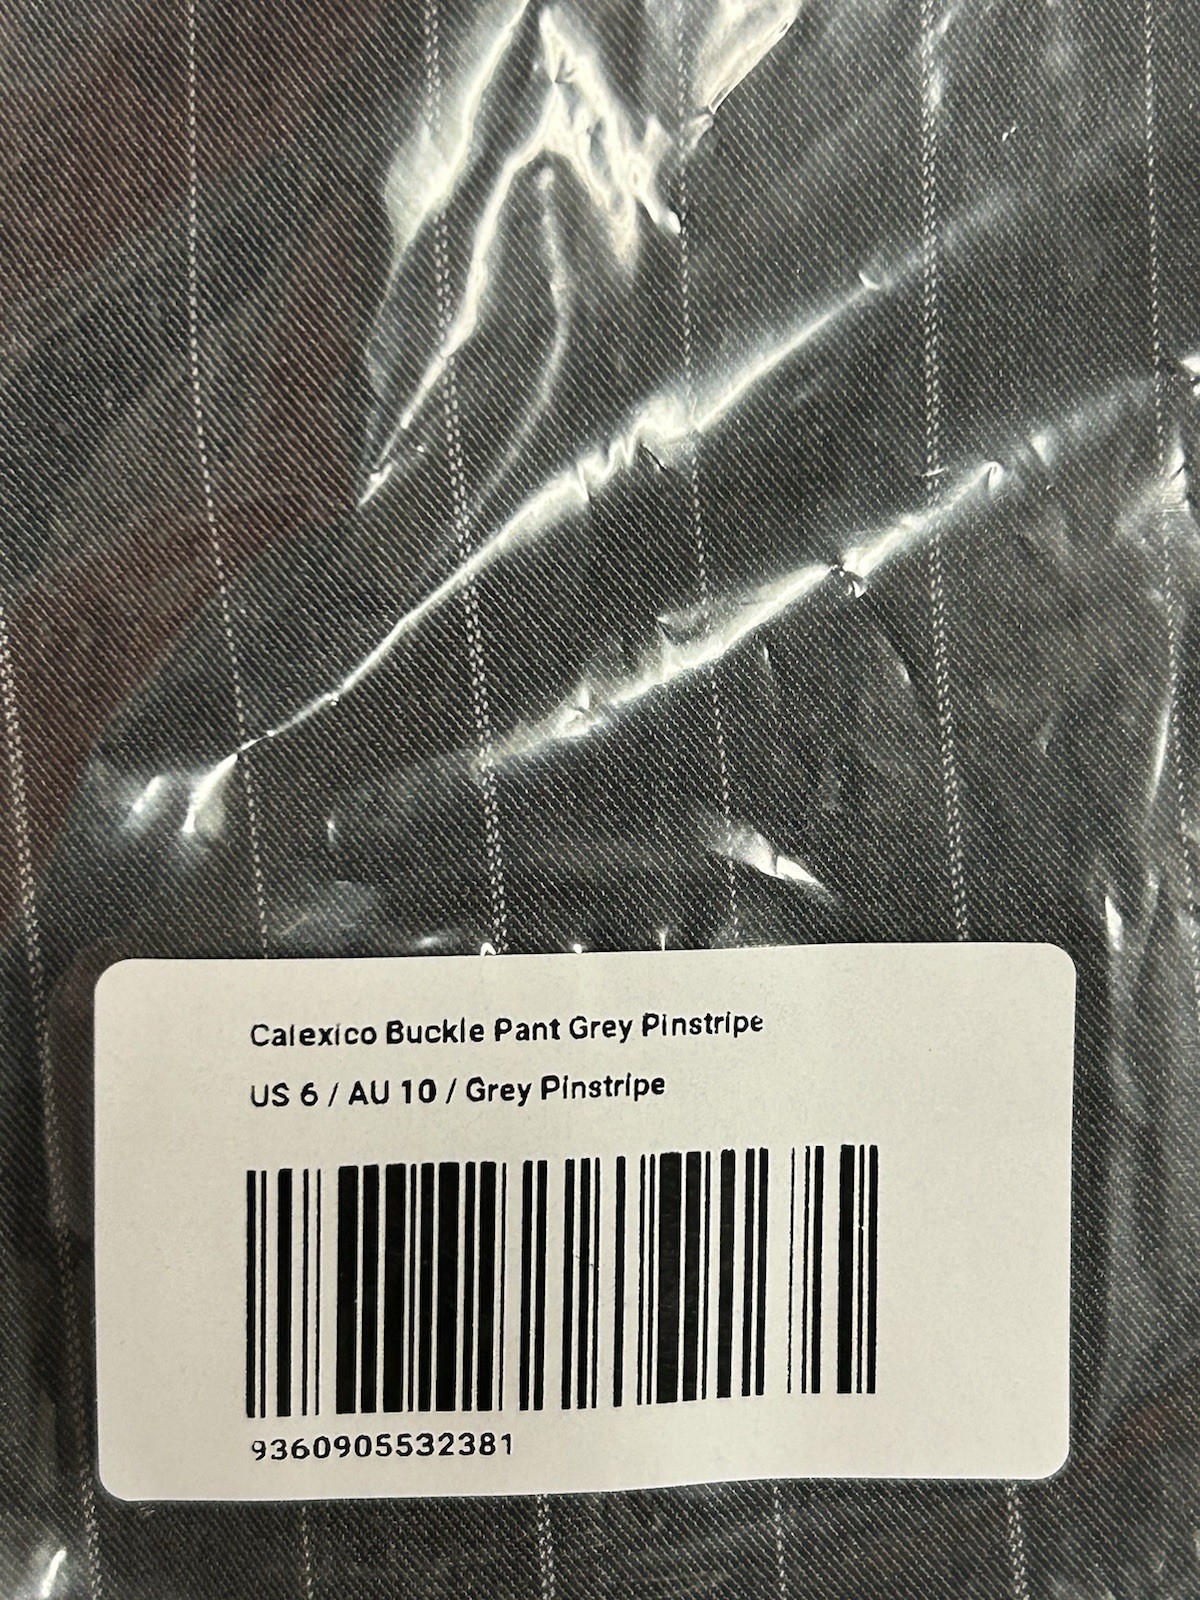 Calexico Buckle Pant Grey Pinstripe
US 6 / AU 10 / Grey Pinstripe
9360905532381